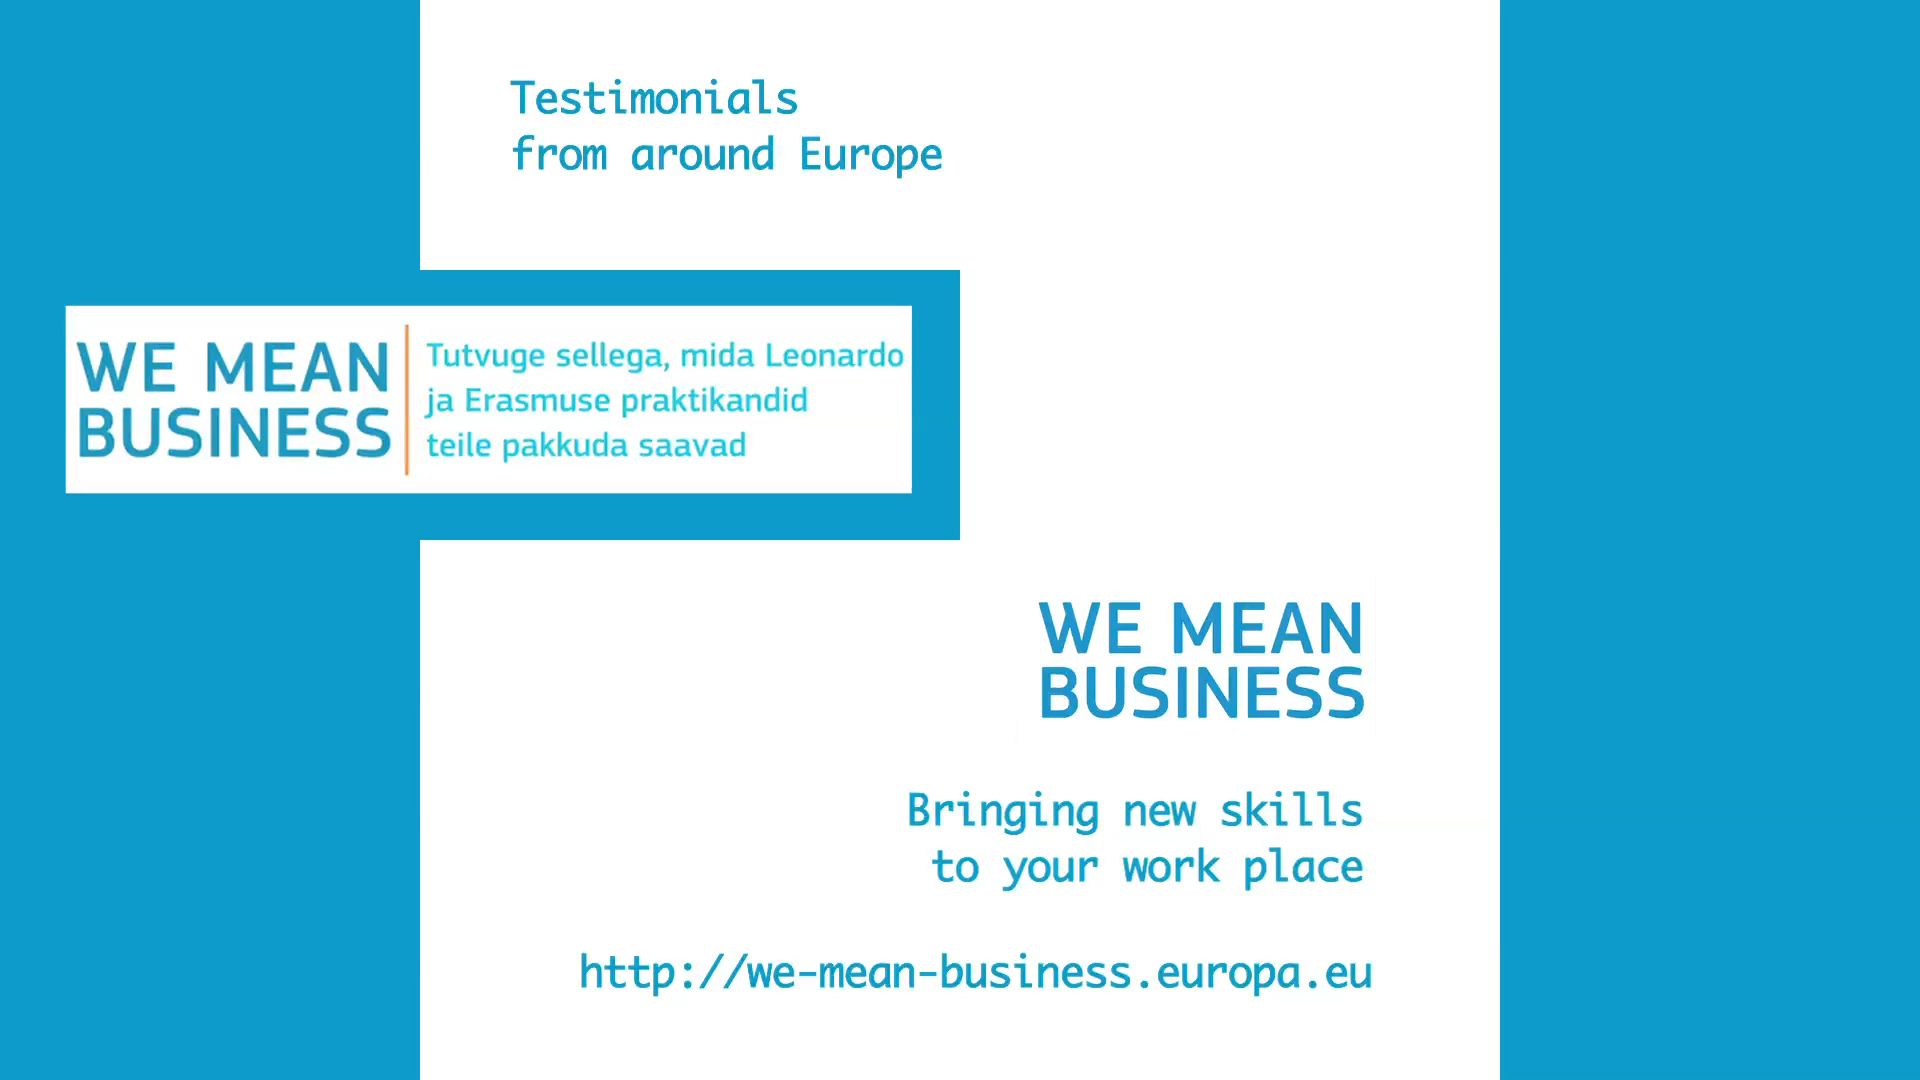 Testimonials
from around Europe
WE MEAN
BUSINESS
Tutvuge sellega, mida Leonardo
ja Erasmuse praktikandid
teile pakkuda saavad
WE MEAN
BUSINESS
Bringing new skills
to your work place
http://we-mean-business.europa.eu